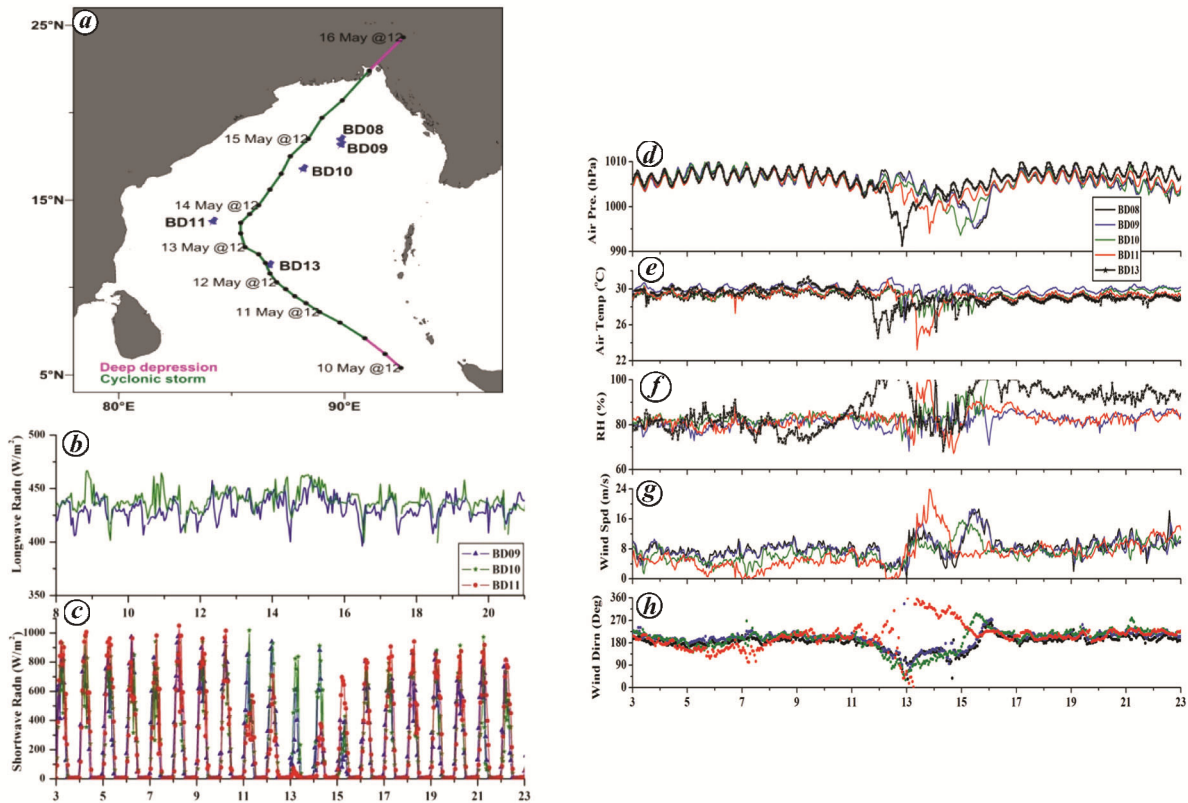 a
25°N
15°N
5°N
80°E
90°E
16 May @12
15 May @12
14 May @12
13 May @12
12 May @12
11 May @12
10 May @12
BD08
BD09
BD10
BD11
BD13
Deep depression
Cyclonic storm
b
Longwave Radn (W/m²)
500
450
400
350
8 10 12 14 16 18 20
BD09
BD10
BD11
c
Shortwave Radn (W/m²)
1000
800
600
400
200
0
3 5 7 9 11 13 15 17 19 21 23
d
Air Pre. (hPa)
1010
1000
990
BD08
BD09
BD10
BD11
BD13
e
Air Temp (°C)
30
26
22
f
RH (%)
100
80
60
g
Wind Spd (m/s)
24
16
8
0
h
Wind Dirn (Deg)
360
270
180
90
0
3 5 7 9 11 13 15 17 19 21 23